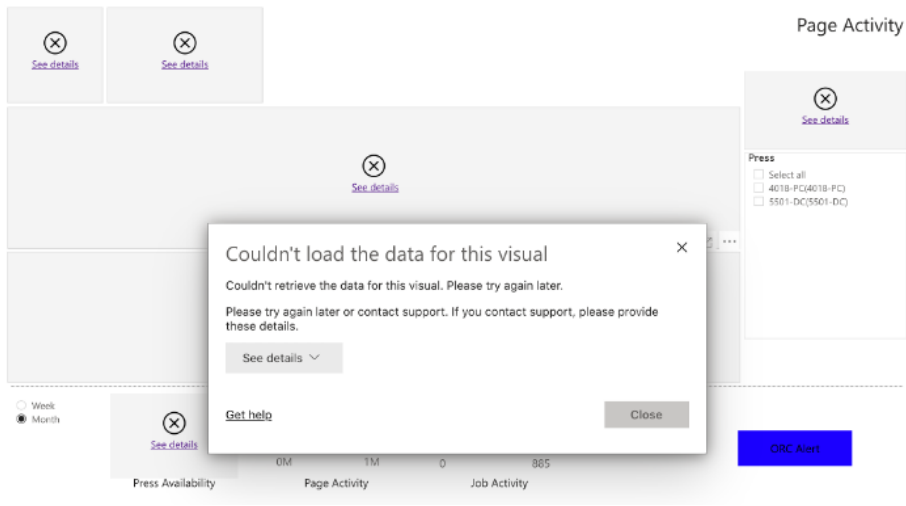 Page Activity
See details
See details
See details
See details
Press
Select all
4018-PC(4018-PC)
5501-DC(5501-DC)
Couldn't load the data for this visual
Couldn't retrieve the data for this visual. Please try again later.
Please try again later or contact support. If you contact support, please provide
these details.
See details
Get help
Close
Week
Month
See details
0M
1M
0
885
Press Availability
Page Activity
Job Activity
ORC Alert